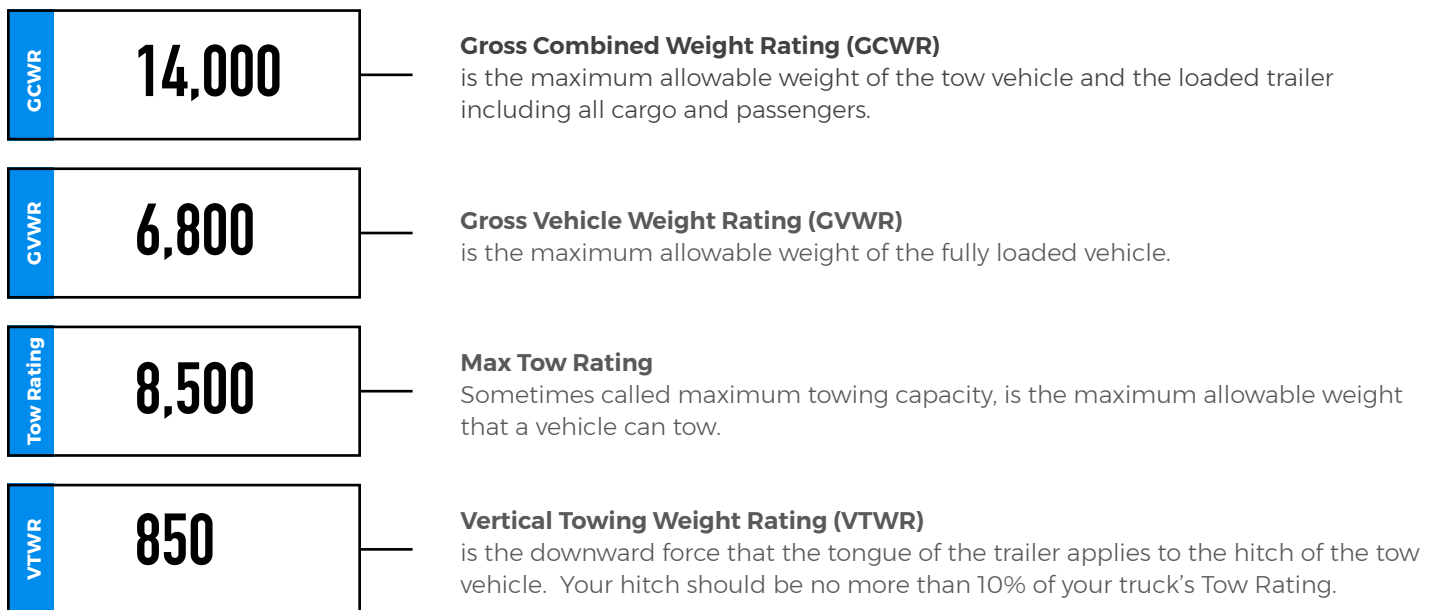 GCWR
14,000
Gross Combined Weight Rating (GCWR)
is the maximum allowable weight of the tow vehicle and the loaded trailer
including all cargo and passengers.
GVWR
6,800
Gross Vehicle Weight Rating (GVWR)
is the maximum allowable weight of the fully loaded vehicle.
Tow Rating
8,500
Max Tow Rating
Sometimes called maximum towing capacity, is the maximum allowable weight
that a vehicle can tow.
VTWR
850
Vertical Towing Weight Rating (VTWR)
is the downward force that the tongue of the trailer applies to the hitch of the tow
vehicle.  Your hitch should be no more than 10% of your truck’s Tow Rating.